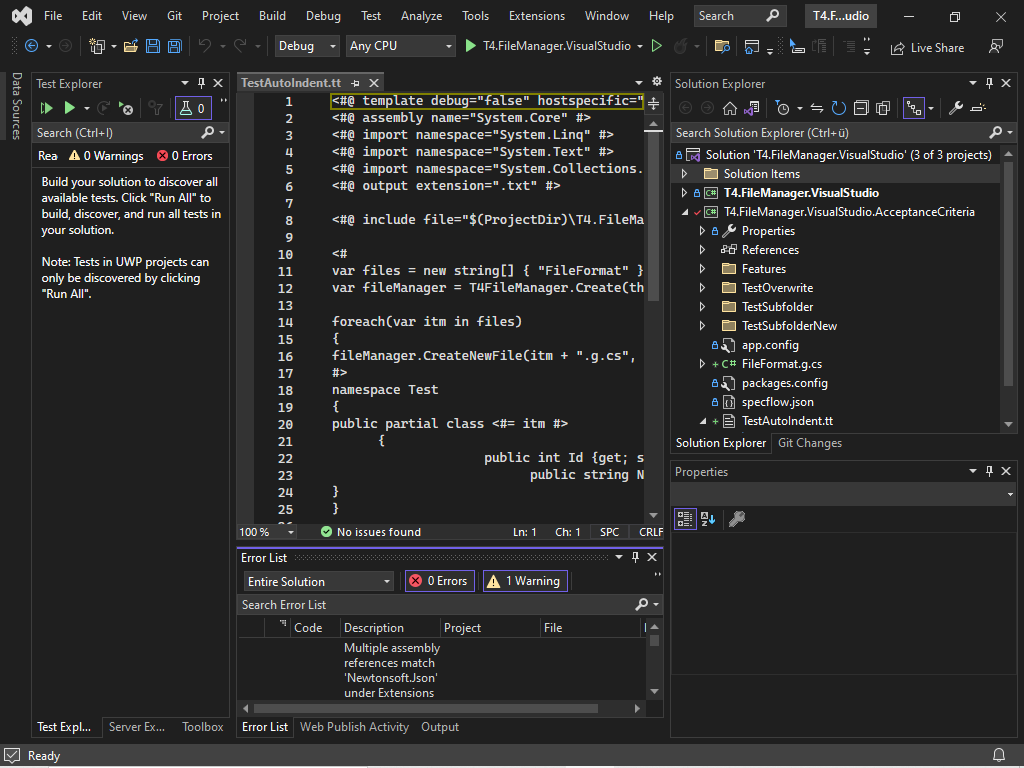 File Edit View Git Project Build Debug Test Analyze Tools Extensions Window Help Search T4.F...udio
Debug Any CPU T4.FileManager.VisualStudio Live Share
Data Sources
Test Explorer
0
Search (Ctrl+I)
Rea 0 Warnings 0 Errors
Build your solution to discover all
available tests. Click "Run All" to
build, discover, and run all tests in
your solution.
Note: Tests in UWP projects can
only be discovered by clicking
"Run All".
Test Expl... Server Ex... Toolbox
TestAutoIndent.tt
1 <#@ template debug="false" hostspecific="
2 <#@ assembly name="System.Core" #>
3 <#@ import namespace="System.Linq" #>
4 <#@ import namespace="System.Text" #>
5 <#@ import namespace="System.Collections.
6 <#@ output extension=".txt" #>
7
8 <#@ include file="$(ProjectDir)\T4.FileMa
9
10 <#
11 var files = new string[] { "FileFormat" }
12 var fileManager = T4FileManager.Create(th
13
14 foreach(var itm in files)
15 {
16 fileManager.CreateNewFile(itm + ".g.cs",
17 #>
18 namespace Test
19 {
20 public partial class <#= itm #>
21 {
22 public int Id {get; s
23 public string N
24 }
25 }
100 % No issues found Ln: 1 Ch: 1 SPC CRLF
Error List
Entire Solution 0 Errors 1 Warning
Search Error List
Code Description Project File
Multiple assembly
references match
'Newtonsoft.Json'
under Extensions
Error List Web Publish Activity Output
Solution Explorer
Search Solution Explorer (Ctrl+ü)
Solution 'T4.FileManager.VisualStudio' (3 of 3 projects)
Solution Items
C# T4.FileManager.VisualStudio
C# T4.FileManager.VisualStudio.AcceptanceCriteria
Properties
References
Features
TestOverwrite
TestSubfolder
TestSubfolderNew
app.config
C# FileFormat.g.cs
packages.config
specflow.json
TestAutoIndent.tt
Solution Explorer Git Changes
Properties
Ready